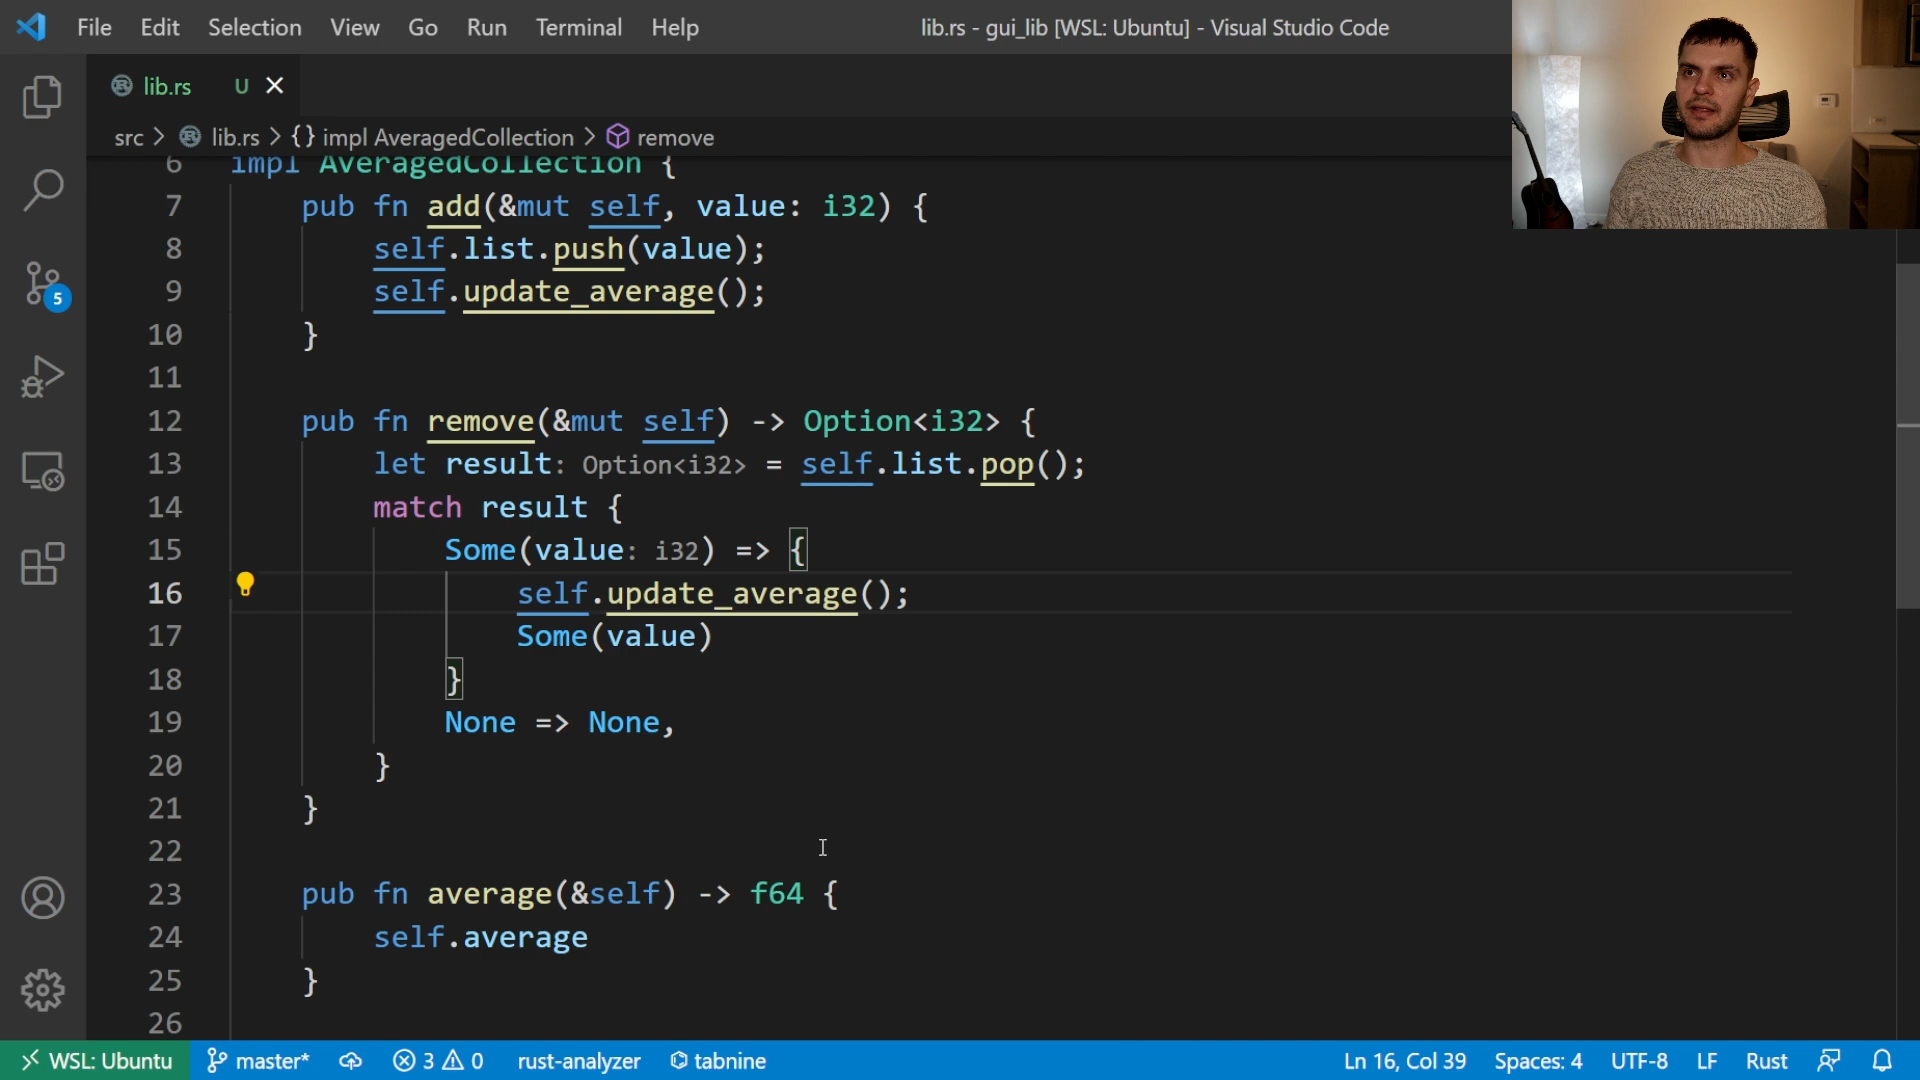 File Edit Selection View Go Run Terminal Help lib.rs - gui_lib [WSL: Ubuntu] - Visual Studio Code
lib.rs U
src > lib.rs > {} impl AveragedCollection > remove
6 impl AveragedCollection {
7 pub fn add(&mut self, value: i32) {
8 self.list.push(value);
9 self.update_average();
10 }
11
12 pub fn remove(&mut self) -> Option<i32> {
13 let result: Option<i32> = self.list.pop();
14 match result {
15 Some(value: i32) => {
16 self.update_average();
17 Some(value)
18 }
19 None => None,
20 }
21 }
22
23 pub fn average(&self) -> f64 {
24 self.average
25 }
26
5
WSL: Ubuntu master* 3 0 rust-analyzer tabnine Ln 16, Col 39 Spaces: 4 UTF-8 LF Rust